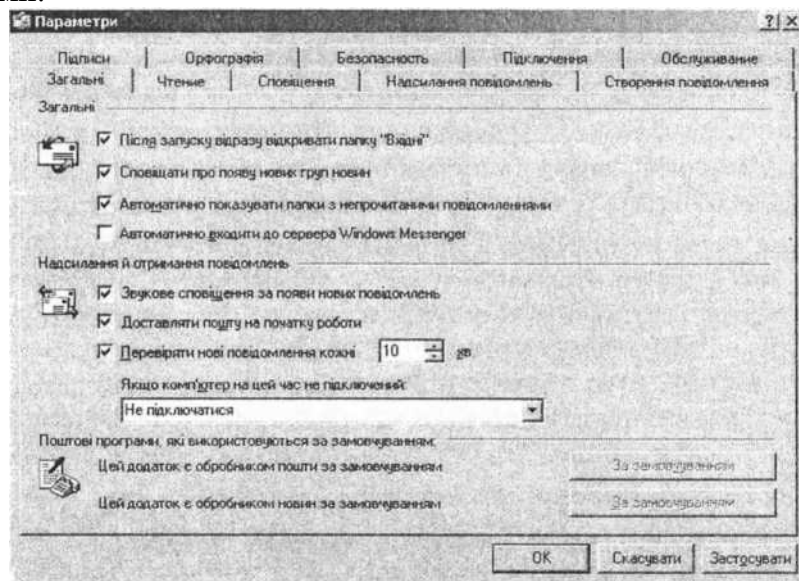 Параметри
Підписи Орфографія Безопасность Підключення Обслуживание
Загальні Чтение Сповіщення Надсилання повідомлень Створення повідомлення
Загальні
Після запуску відразу відкривати папку "Вхідні"
Сповіщати про появу нових груп новин
Автоматично показувати папки з непрочитаними повідомленнями
Автоматично входити до сервера Windows Messenger
Надсилання й отримання повідомлень
Звукове сповіщення за появи нових повідомлень
Доставляти пошту на початку роботи
Перевіряти нові повідомлення кожні 10 хв.
Якщо комп'ютер на цей час не підключений:
Не підключатися
Поштові програми, які використовуються за замовчуванням:
Цей додаток є обробником пошти за замовчуванням За замовчуванням
Цей додаток є обробником новин за замовчуванням За замовчуванням
OK Скасувати Застосувати